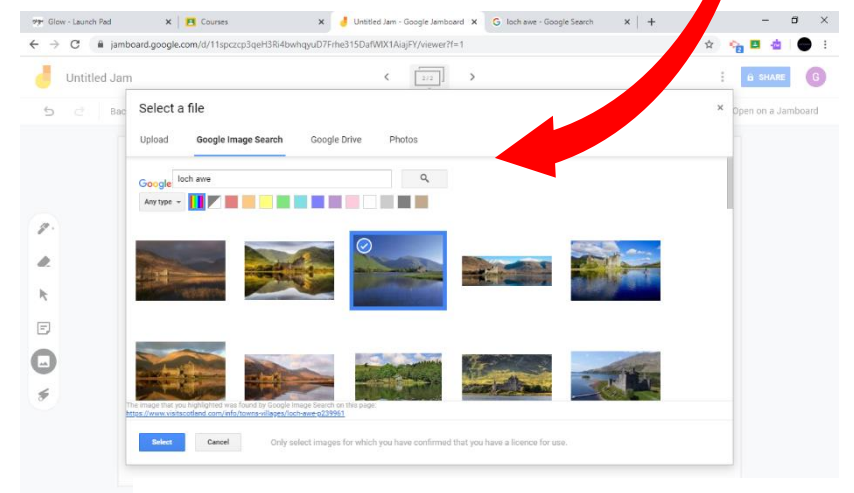 Glow - Launch Pad Courses Untitled Jam - Google Jamboard loch awe - Google Search
jamboard.google.com/d/11spczcp3qeH3Ri4bwhqyuD7Frhe315DafWIX1AiajFY/viewer?f=1
Untitled Jam 2/2 SHARE G
Bac Open on a Jamboard
Select a file
Upload Google Image Search Google Drive Photos
Google loch awe
Any type
The image that you highlighted was found by Google Image Search on this page:
https://www.visitscotland.com/info/towns-villages/loch-awe-p239961
Select Cancel Only select images for which you have confirmed that you have a licence for use.